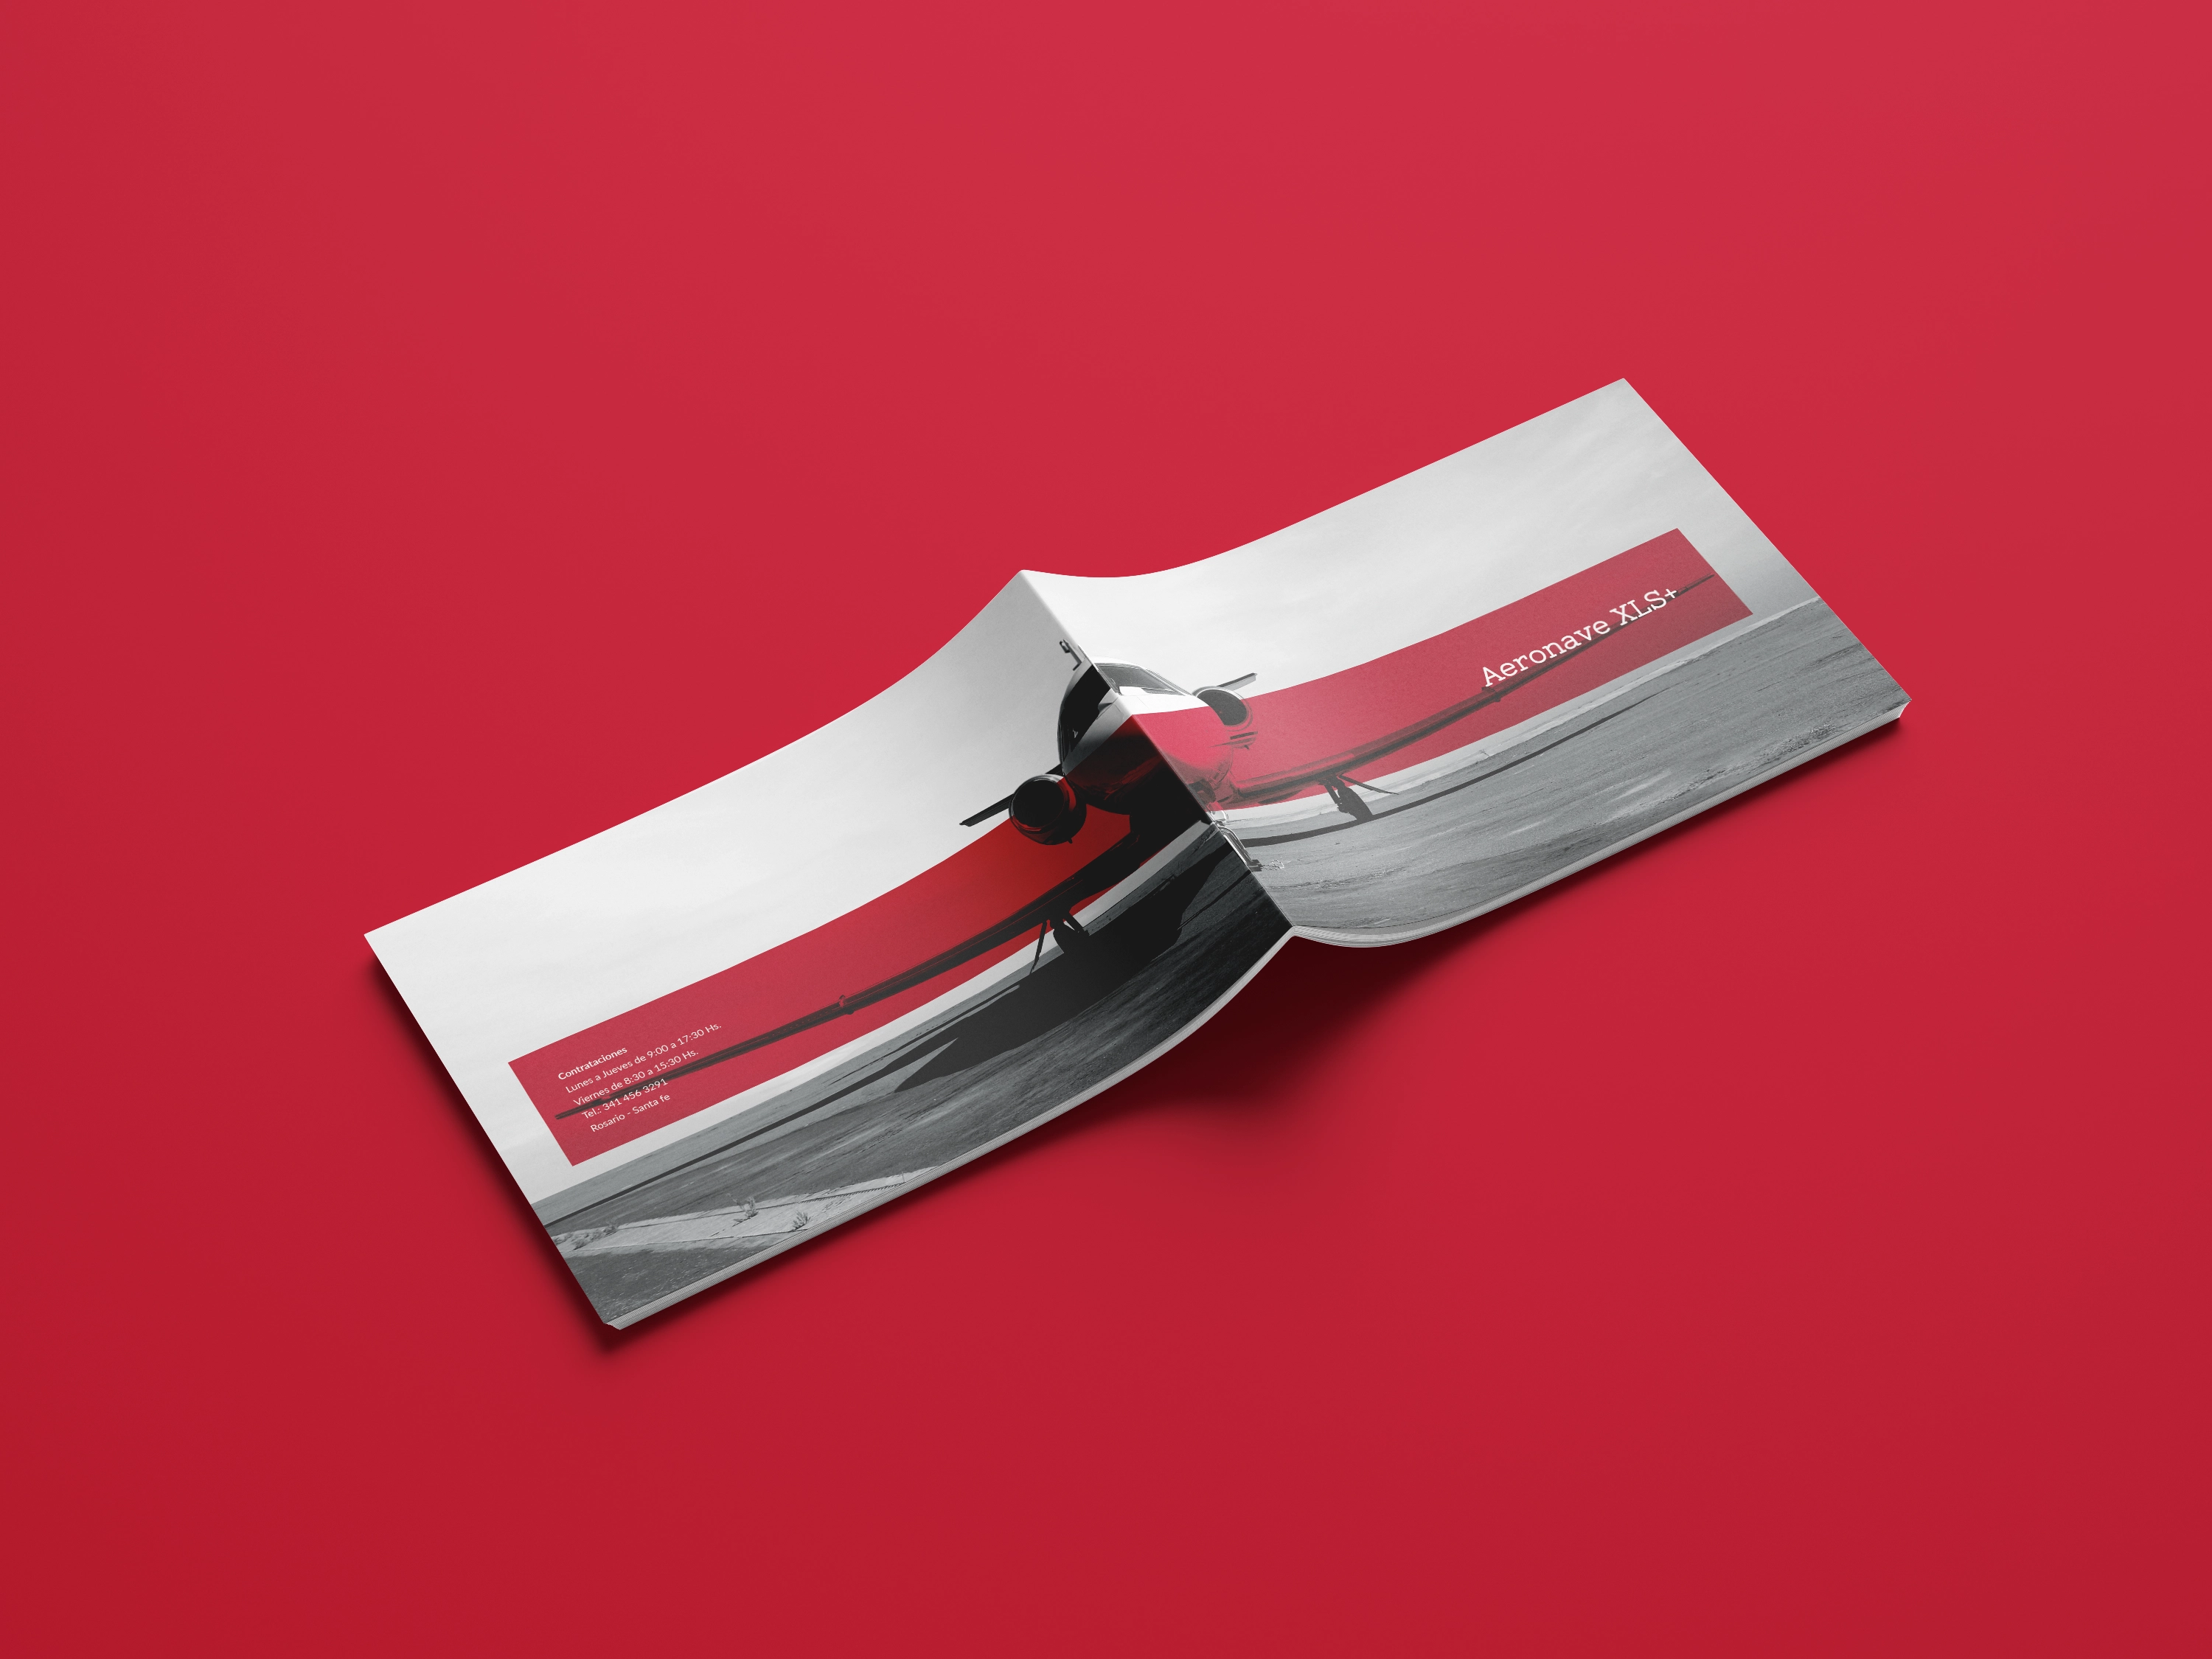 Contrataciones
Lunes a Jueves de 9:00 a 17:30 Hs.
Viernes de 8:30 a 15:30 Hs.
Tel.: 341 456 3291
Rosario - Santa fe
Aeronave XLS+